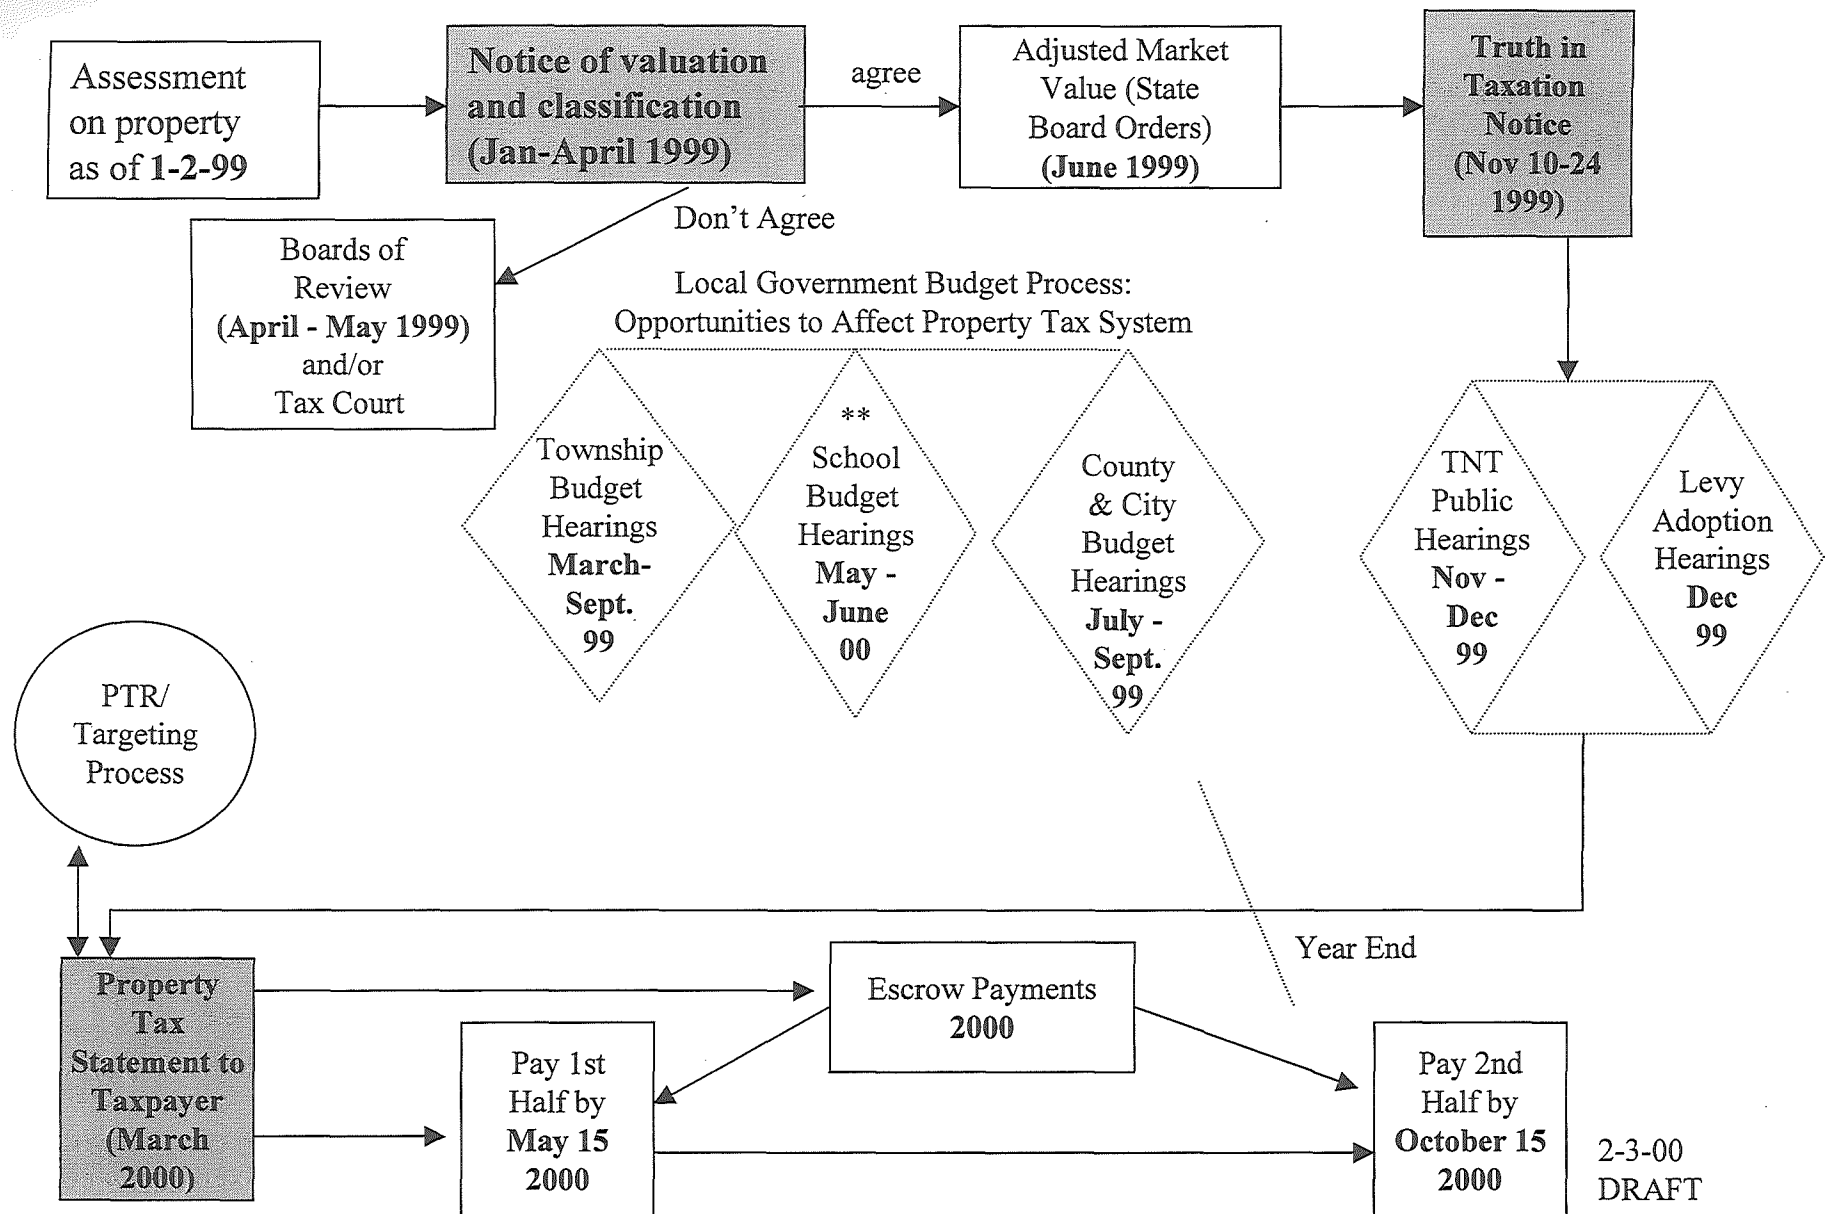 Assessment
on property
as of 1-2-99
Notice of valuation
and classification
(Jan-April 1999)
agree
Adjusted Market
Value (State
Board Orders)
(June 1999)
Truth in
Taxation
Notice
(Nov 10-24
1999)
Don't Agree
Boards of
Review
(April - May 1999)
and/or
Tax Court
Local Government Budget Process:
Opportunities to Affect Property Tax System
Township
Budget
Hearings
March-
Sept.
99
**
School
Budget
Hearings
May -
June
00
County
& City
Budget
Hearings
July -
Sept.
99
TNT
Public
Hearings
Nov -
Dec
99
Levy
Adoption
Hearings
Dec
99
PTR/
Targeting
Process
Year End
Property
Tax
Statement to
Taxpayer
(March
2000)
Escrow Payments
2000
Pay 1st
Half by
May 15
2000
Pay 2nd
Half by
October 15
2000
2-3-00
DRAFT